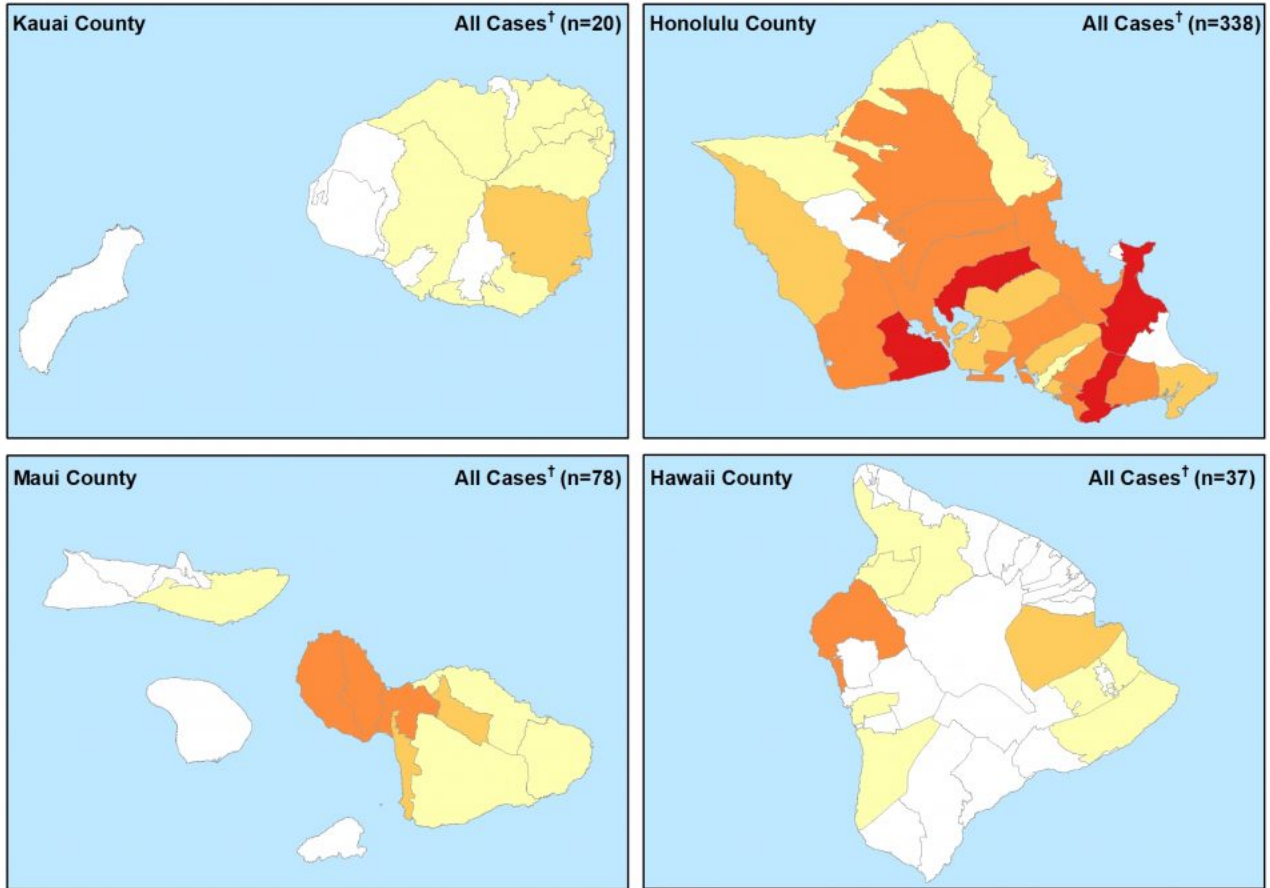 Kauai County
All Cases† (n=20)
Honolulu County
All Cases† (n=338)
Maui County
All Cases† (n=78)
Hawaii County
All Cases† (n=37)